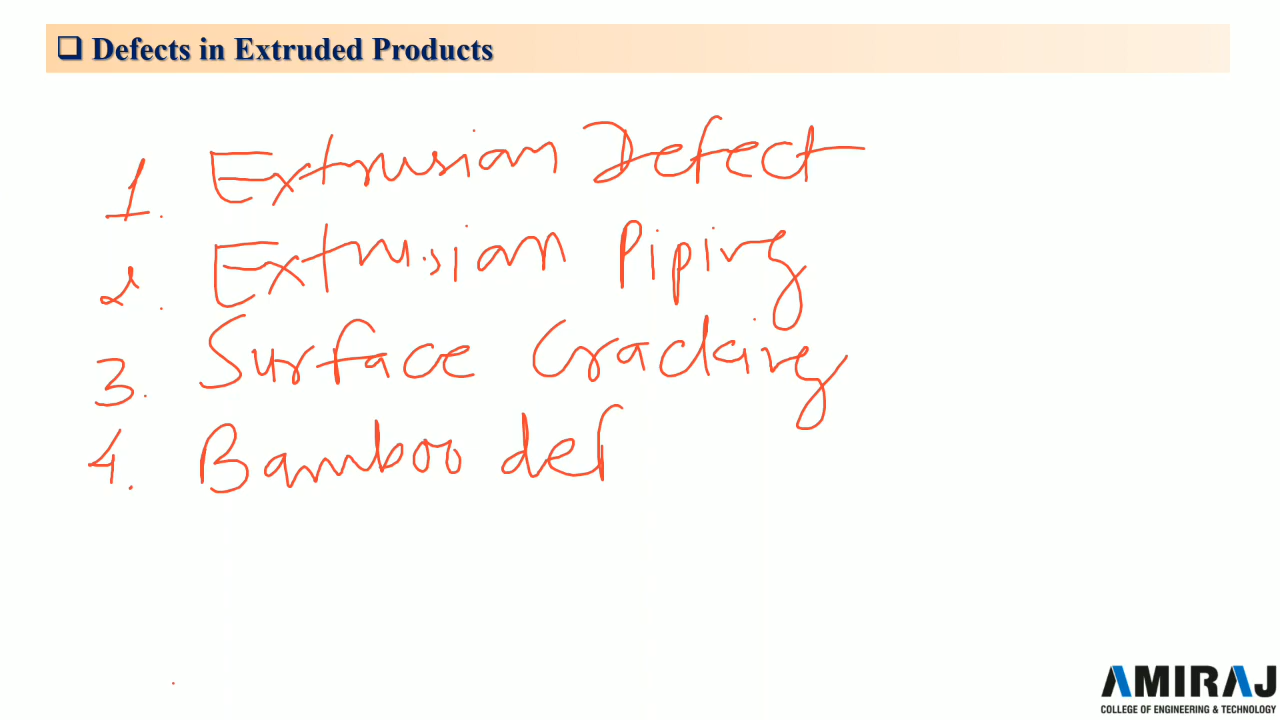 Defects in Extruded Products
1. Extrusion Defect
2. Extrusion Piping
3. Surface Cracking
4. Bamboo def
AMIRAJ
COLLEGE OF ENGINEERING & TECHNOLOGY